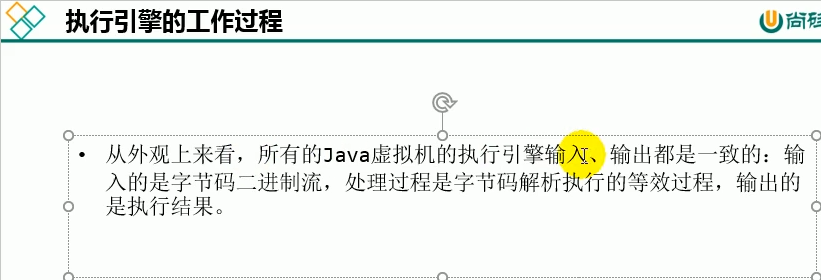 执行引擎的工作过程
尚硅
• 从外观上来看，所有的Java虚拟机的执行引擎输入、输出都是一致的：输
入的是字节码二进制流，处理过程是字节码解析执行的等效过程，输出的
是执行结果。